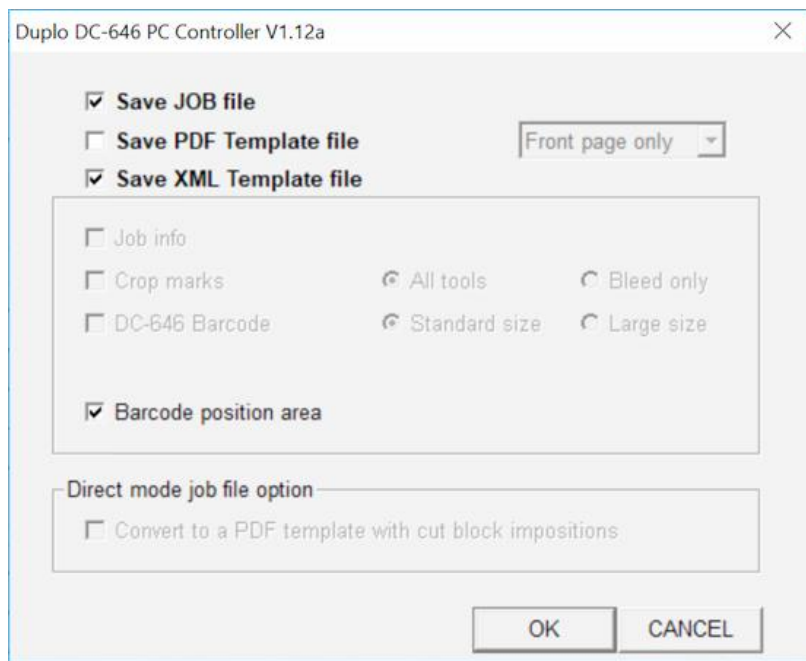 Duplo DC-646 PC Controller V1.12a
Save JOB file
Save PDF Template file Front page only
Save XML Template file
Job info
Crop marks All tools Bleed only
DC-646 Barcode Standard size Large size
Barcode position area
Direct mode job file option
Convert to a PDF template with cut block impositions
OK CANCEL